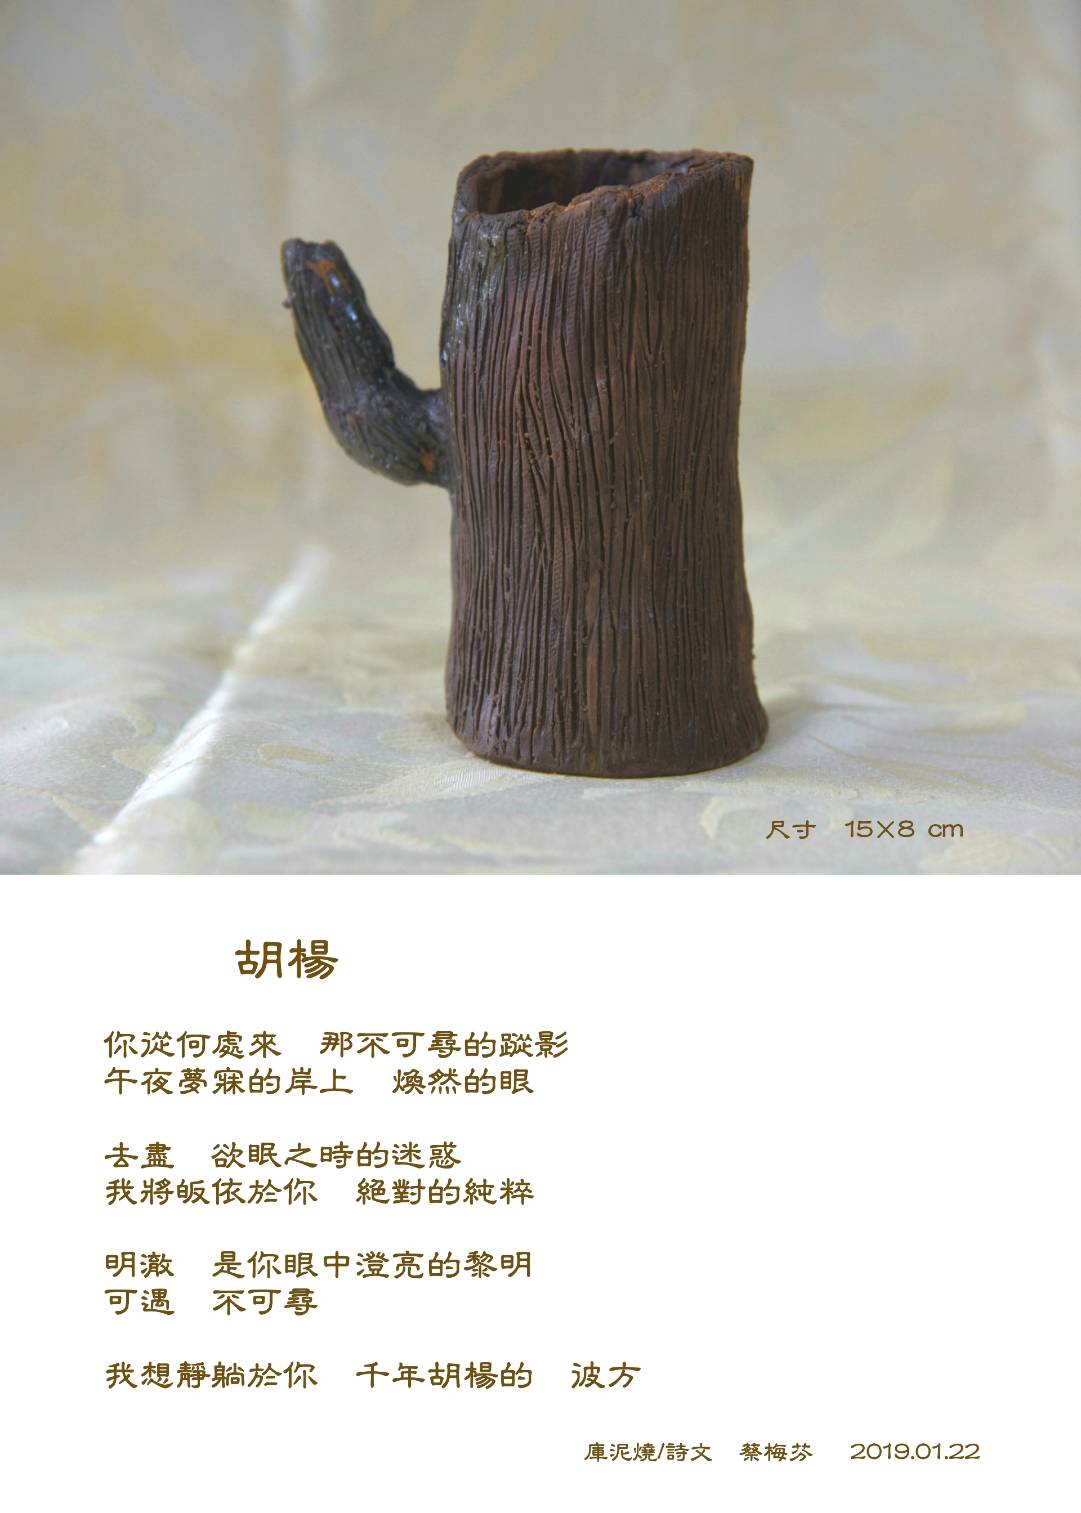 尺寸　15×8 cm
胡楊
你從何處來　那不可尋的蹤影
午夜夢寐的岸上　煥然的眼
去盡　欲眠之時的迷惑
我將皈依於你　絕對的純粹
明澈　是你眼中澄亮的黎明
可遇　不可尋
我想靜躺於你　千年胡楊的　波方
庫泥燒/詩文　蔡梅芬　2019.01.22